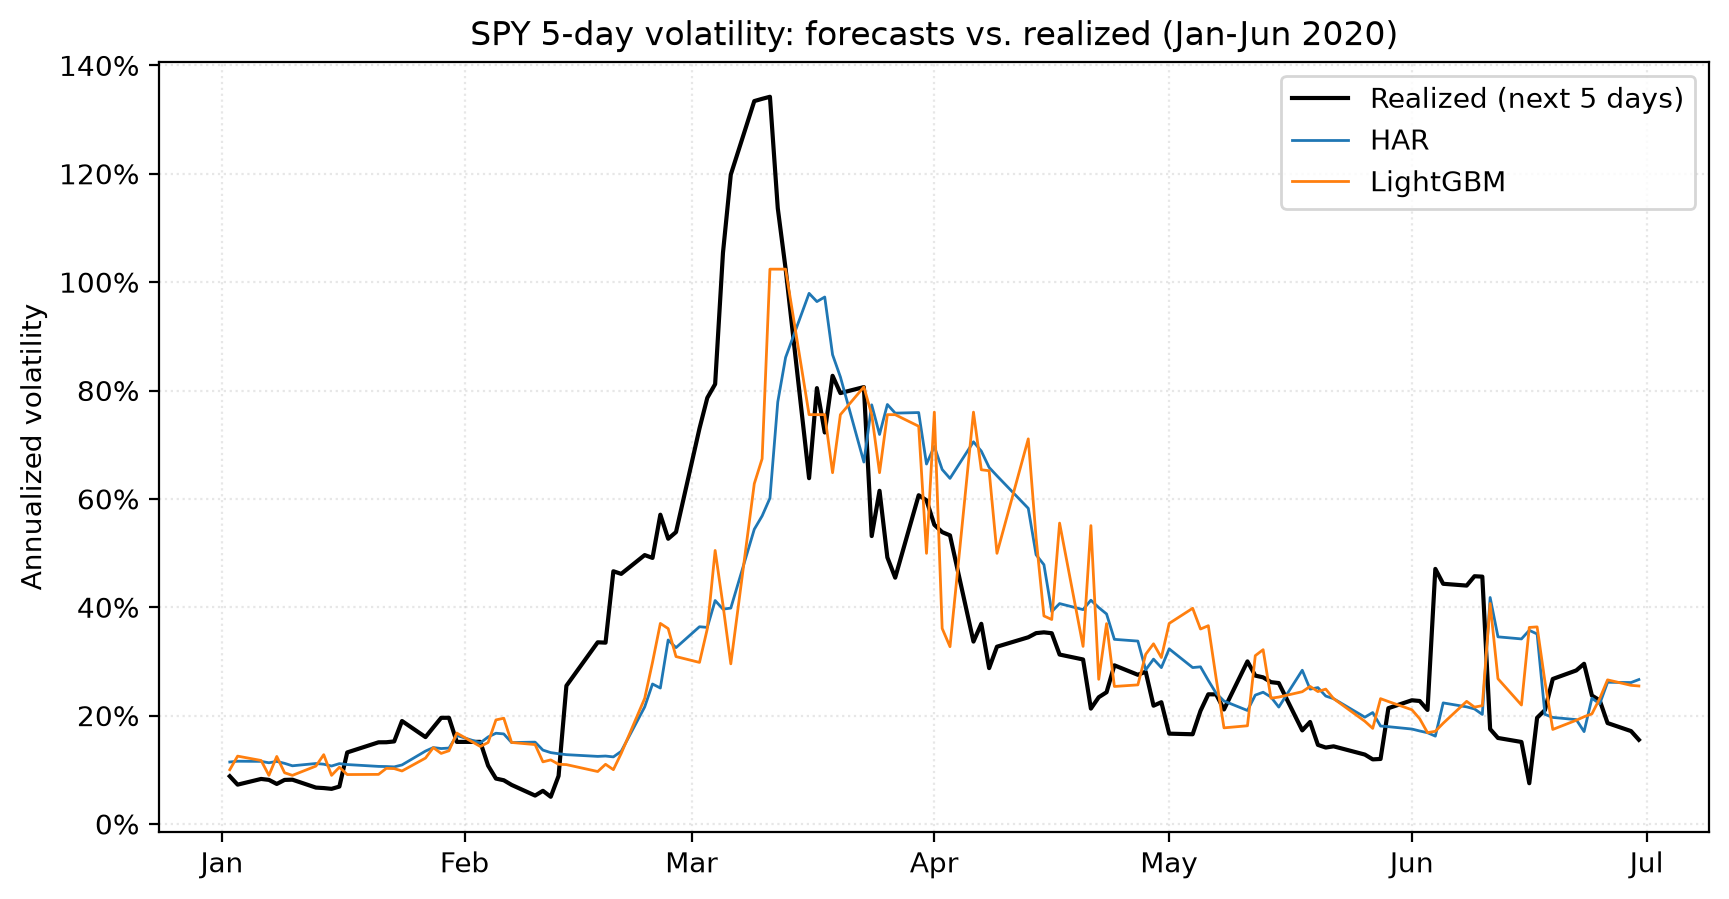 SPY 5-day volatility: forecasts vs. realized (Jan-Jun 2020)
140%
120%
100%
80%
60%
40%
20%
0%
Annualized volatility
Realized (next 5 days)
HAR
LightGBM
Jan Feb Mar Apr May Jun Jul